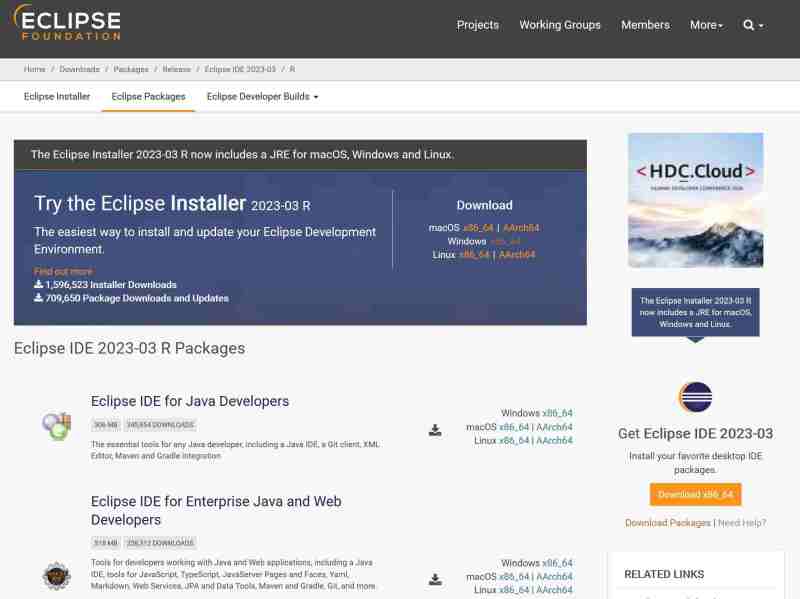 ECLIPSE
FOUNDATION
Projects Working Groups Members More
Home / Downloads / Packages / Release / Eclipse IDE 2023-03 / R
Eclipse Installer Eclipse Packages Eclipse Developer Builds
The Eclipse Installer 2023-03 R now includes a JRE for macOS, Windows and Linux.
Try the Eclipse Installer 2023-03 R
The easiest way to install and update your Eclipse Development
Environment.
Find out more
1,596,523 Installer Downloads
709,650 Package Downloads and Updates
Download
macOS x86_64 | AArch64
Windows x86_64
Linux x86_64 | AArch64
<HDC.Cloud>
HUAWEI DEVELOPER CONFERENCE
The Eclipse Installer 2023-03 R
now includes a JRE for macOS,
Windows and Linux.
Eclipse IDE 2023-03 R Packages
Eclipse IDE for Java Developers
306 MB 345,854 DOWNLOADS
The essential tools for any Java developer, including a Java IDE, a Git client, XML
Editor, Maven and Gradle integration
Windows x86_64
macOS x86_64 | AArch64
Linux x86_64 | AArch64
Eclipse IDE for Enterprise Java and Web
Developers
518 MB DOWNLOADS
Tools for developers working with Java and Web applications, including a Java
IDE, tools for JavaScript, TypeScript, JavaServer Pages and Faces, Yaml,
Markdown, Web Services, JPA and Data Tools, Maven and Gradle, Git, and more.
Windows x86_64
macOS x86_64 | AArch64
Linux x86_64 | AArch64
Get Eclipse IDE 2023-03
Install your favorite desktop IDE
packages.
Download x86_64
Download Packages | Need Help?
RELATED LINKS